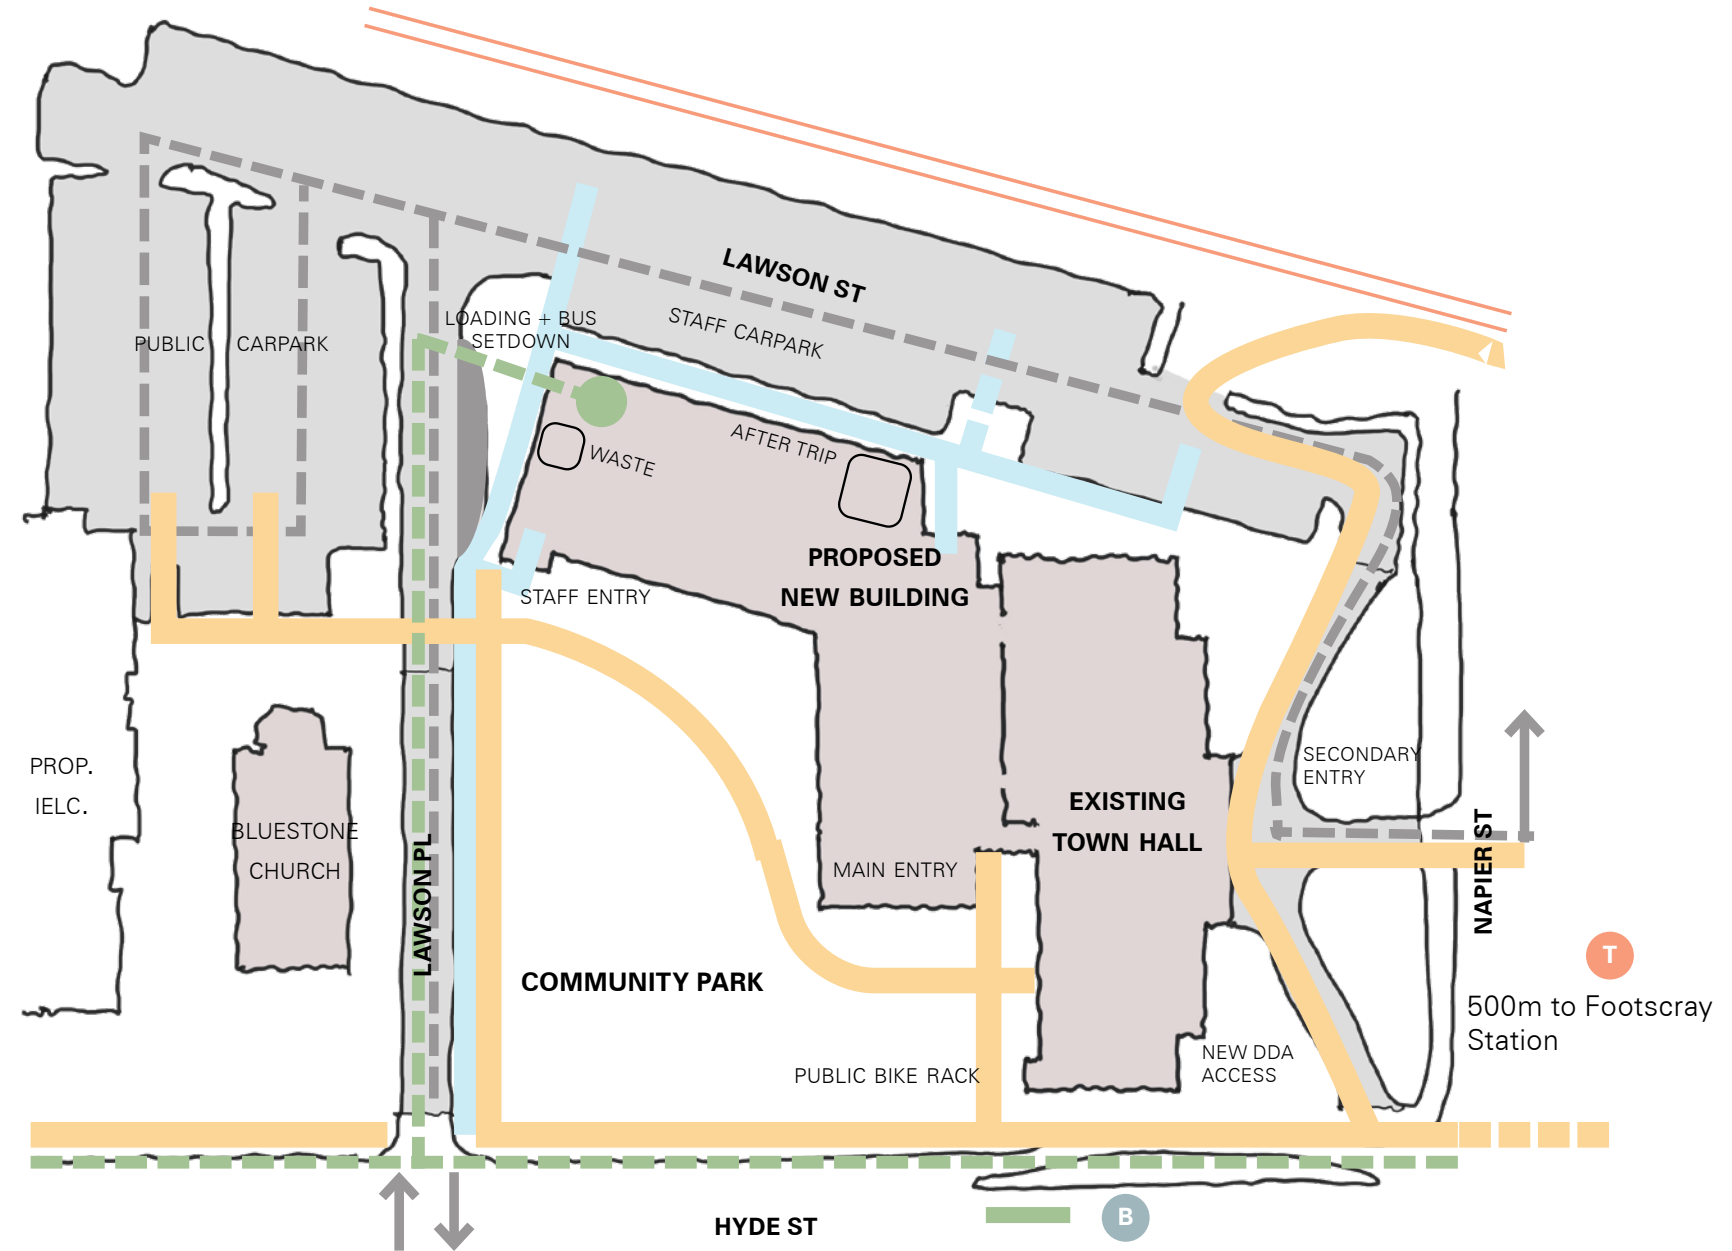 LAWSON ST
STAFF CARPARK
LOADING + BUS
SETDOWN
PUBLIC CARPARK
AFTER TRIP
WASTE
PROPOSED
NEW BUILDING
STAFF ENTRY
PROP.
IELC.
BLUESTONE
CHURCH
LAWSON PL
SECONDARY
ENTRY
EXISTING
TOWN HALL
MAIN ENTRY
NAPIER ST
COMMUNITY PARK
T
500m to Footscray
Station
NEW DDA
ACCESS
PUBLIC BIKE RACK
B
HYDE ST